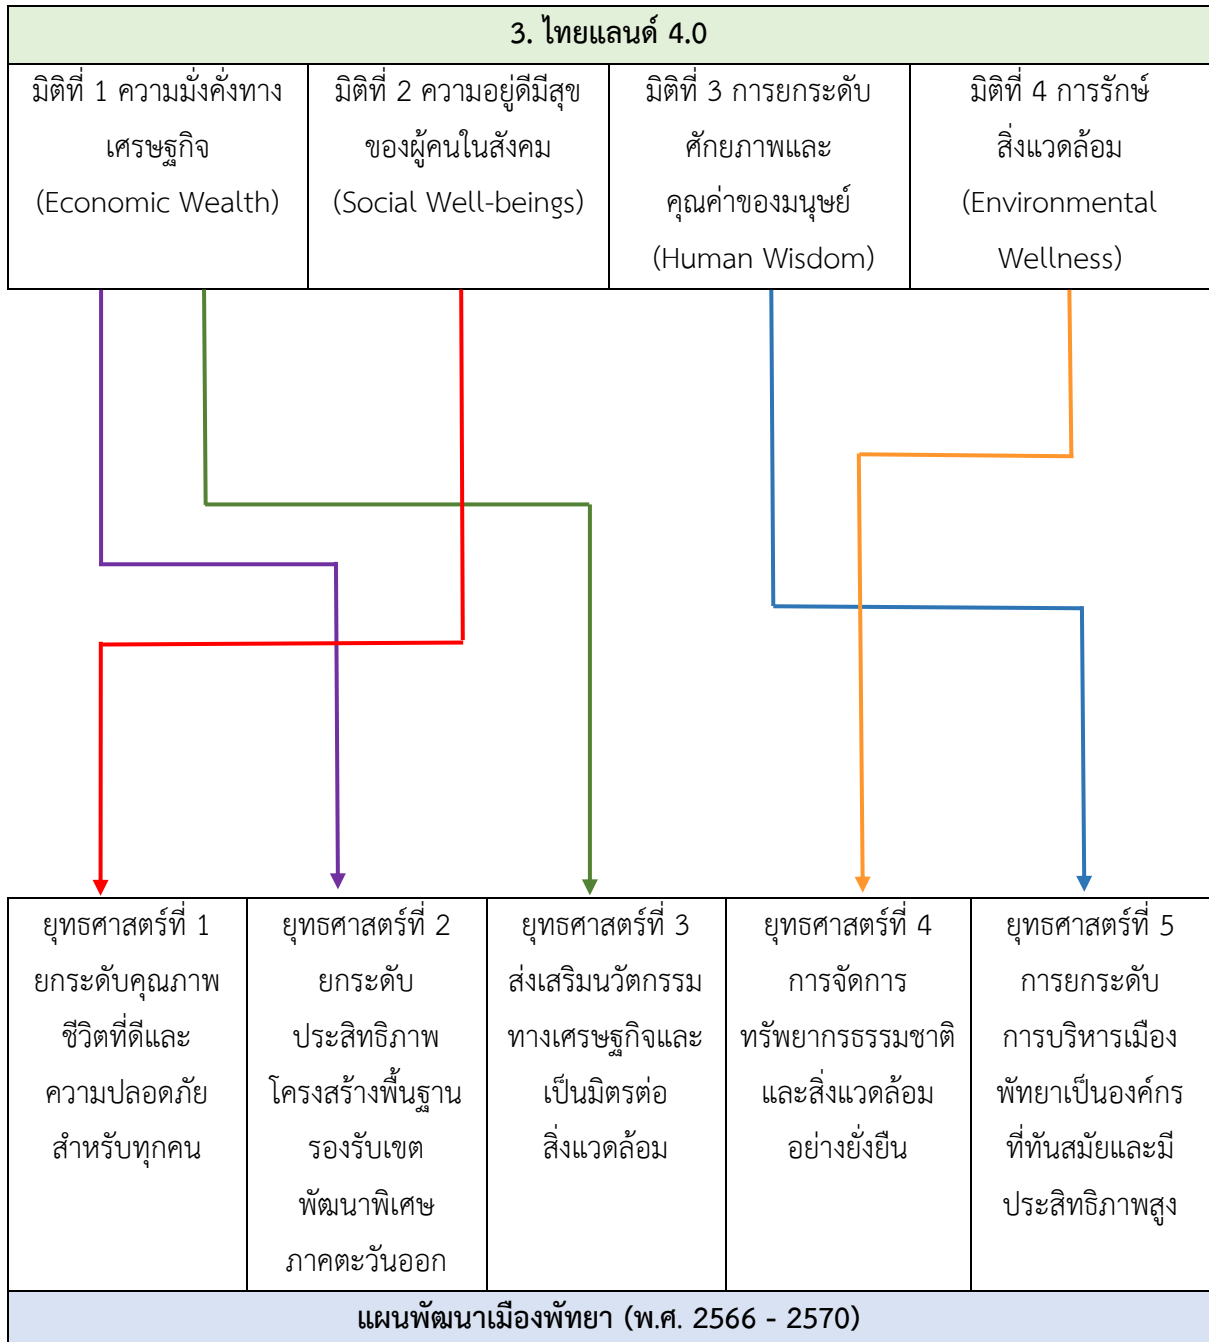 3. ไทยแลนด์ 4.0
มิติที่ 1 ความมั่งคั่งทาง
เศรษฐกิจ
(Economic Wealth)
มิติที่ 2 ความอยู่ดีมีสุข
ของผู้คนในสังคม
(Social Well-beings)
มิติที่ 3 การยกระดับ
ศักยภาพและ
คุณค่าของมนุษย์
(Human Wisdom)
มิติที่ 4 การรักษ์
สิ่งแวดล้อม
(Environmental
Wellness)
ยุทธศาสตร์ที่ 1
ยกระดับคุณภาพ
ชีวิตที่ดีและ
ความปลอดภัย
สำหรับทุกคน
ยุทธศาสตร์ที่ 2
ยกระดับ
ประสิทธิภาพ
โครงสร้างพื้นฐาน
รองรับเขต
พัฒนาพิเศษ
ภาคตะวันออก
ยุทธศาสตร์ที่ 3
ส่งเสริมนวัตกรรม
ทางเศรษฐกิจและ
เป็นมิตรต่อ
สิ่งแวดล้อม
ยุทธศาสตร์ที่ 4
การจัดการ
ทรัพยากรธรรมชาติ
และสิ่งแวดล้อม
อย่างยั่งยืน
ยุทธศาสตร์ที่ 5
การยกระดับ
การบริหารเมือง
พัทยาเป็นองค์กร
ที่ทันสมัยและมี
ประสิทธิภาพสูง
แผนพัฒนาเมืองพัทยา (พ.ศ. 2566 - 2570)